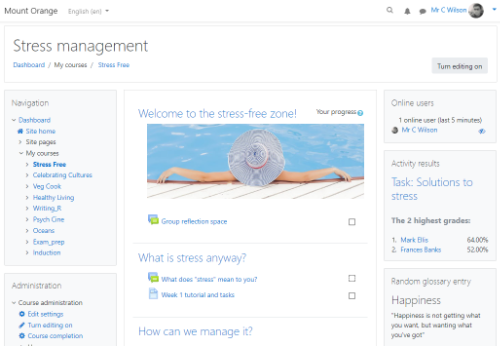 Mount Orange
English (en)
Mr C Wilson
Stress management
Dashboard / My courses / Stress Free
Turn editing on
Navigation
Dashboard
Site home
Site pages
My courses
Stress Free
Celebrating Cultures
Veg Cook
Healthy Living
Writing_R
Psych Cine
Oceans
Exam_prep
Induction
Administration
Course administration
Edit settings
Turn editing on
Course completion
Welcome to the stress-free zone!
Your progress
Group reflection space
What is stress anyway?
What does "stress" mean to you?
Week 1 tutorial and tasks
How can we manage it?
Online users
1 online user (last 5 minutes)
Mr C Wilson
Activity results
Task: Solutions to
stress
The 2 highest grades:
1. Mark Ellis 64.00%
2. Frances Banks 52.00%
Random glossary entry
Happiness
"Happiness is not getting what
you want, but wanting what
you've got"